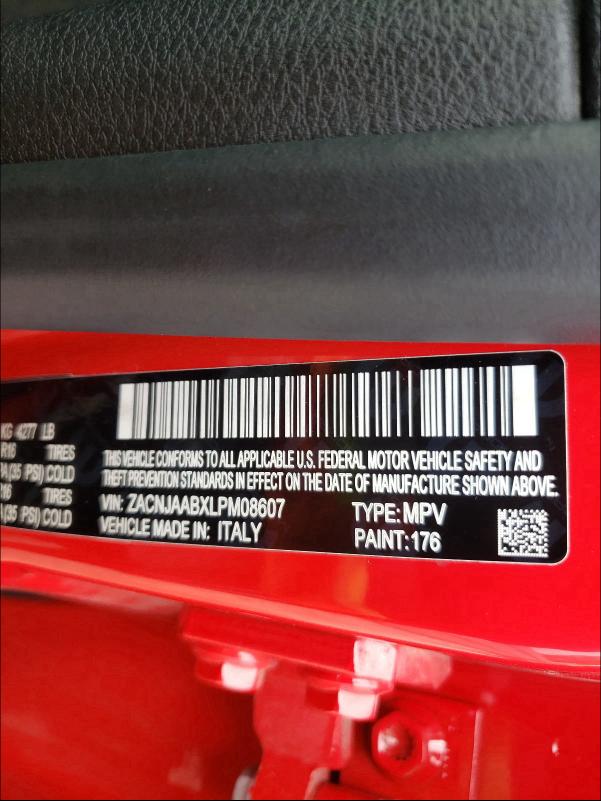 KG 4277 LB
R16 TIRES
(35 PSI) COLD
R16 TIRES
(35 PSI) COLD
THIS VEHICLE CONFORMS TO ALL APPLICABLE U.S. FEDERAL MOTOR VEHICLE SAFETY AND
THEFT PREVENTION STANDARDS IN EFFECT ON THE DATE OF MANUFACTURE SHOWN ABOVE.
VIN: ZACNJAABXLPM08607 TYPE: MPV
VEHICLE MADE IN: ITALY PAINT: 176